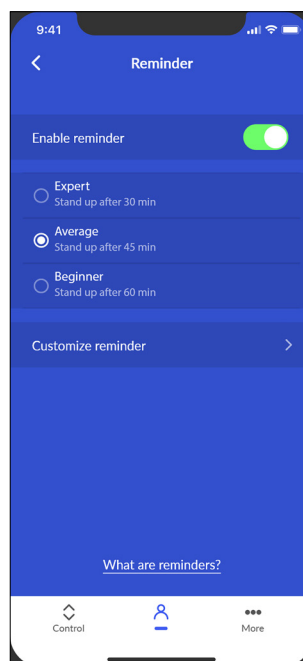 9:41
Reminder
Enable reminder
Expert
Stand up after 30 min
Average
Stand up after 45 min
Beginner
Stand up after 60 min
Customize reminder
What are reminders?
Control
More